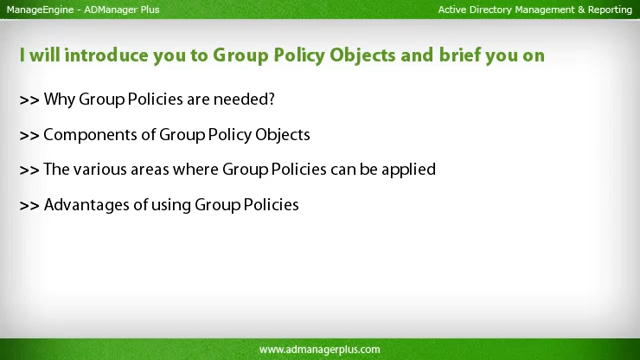 ManageEngine - ADManager Plus
Active Directory Management & Reporting
I will introduce you to Group Policy Objects and brief you on
>> Why Group Policies are needed?
>> Components of Group Policy Objects
>> The various areas where Group Policies can be applied
>> Advantages of using Group Policies
www.admanagerplus.com